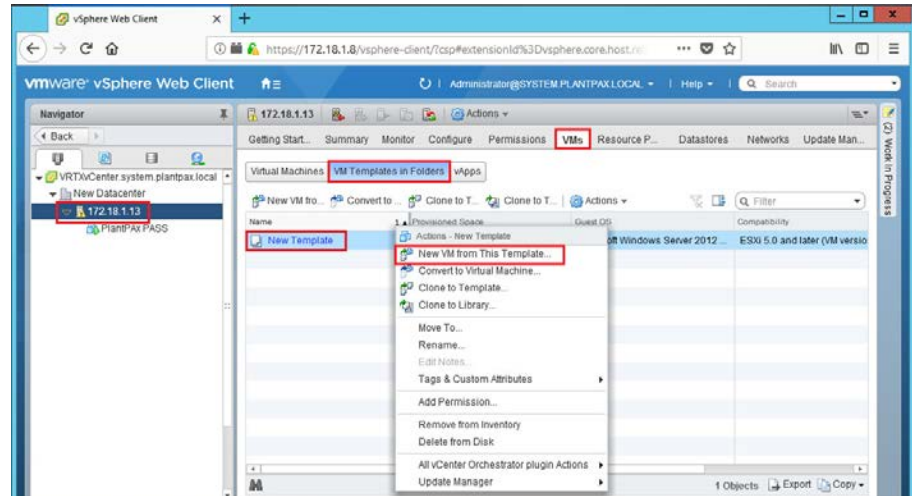 vSphere Web Client
https://172.18.1.8/vsphere-client/?csp#extensionId%3Dvsphere.core.host.re
vmware® vSphere Web Client
Administrator@SYSTEM.PLANTPAX.LOCAL
Help
Search
Navigator
172.18.1.13
Actions
Back
Getting Start... Summary Monitor Configure Permissions VMs Resource P... Datastores Networks Update Man...
VRTXvCenter.system.plantpax.local
New Datacenter
172.18.1.13
PlantPAx PASS
Virtual Machines VM Templates in Folders vApps
New VM fro... Convert to ... Clone to T... Clone to T... Actions
Filter
Name 1 Provisioned Space Guest OS Compatibility
New Template
oft Windows Server 2012 ... ESXi 5.0 and later (VM versio
Actions - New Template
New VM from This Template...
Convert to Virtual Machine...
Clone to Template...
Clone to Library...
Move To...
Rename...
Edit Notes...
Tags & Custom Attributes
Add Permission...
Remove from Inventory
Delete from Disk
All vCenter Orchestrator plugin Actions
Update Manager
1 Objects Export Copy
(2) Work In Progress